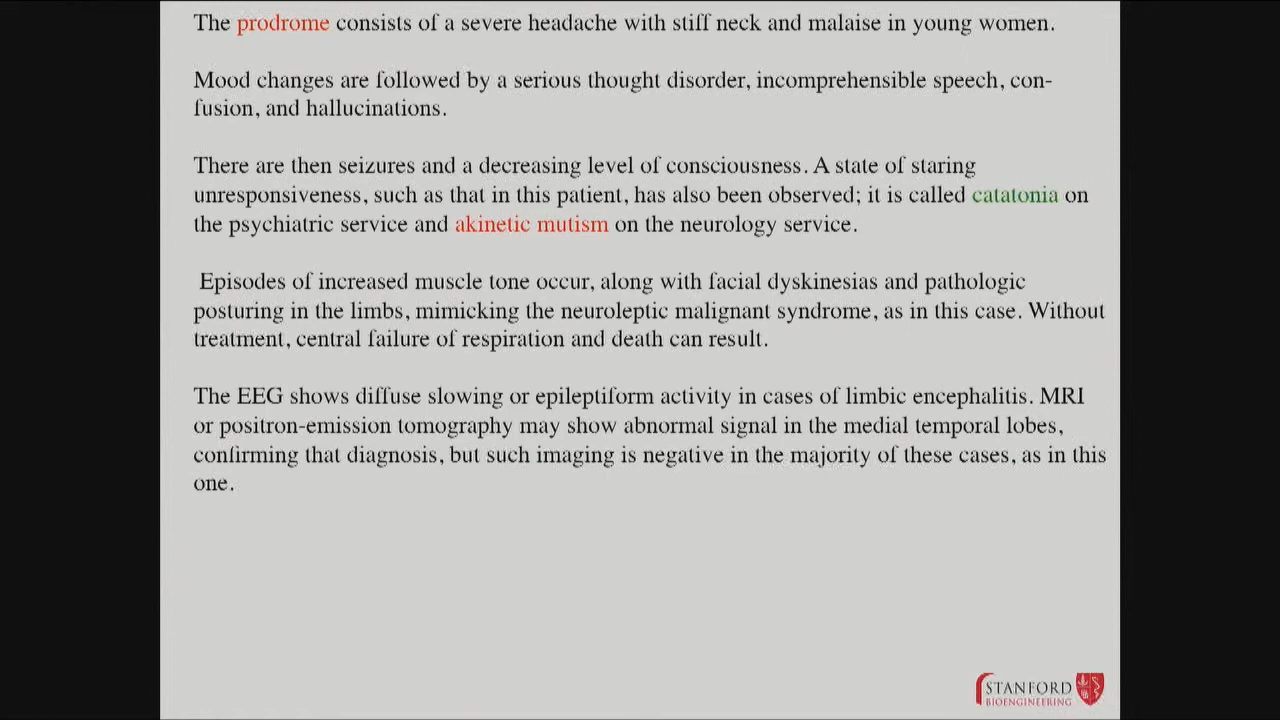 The prodrome consists of a severe headache with stiff neck and malaise in young women.
Mood changes are followed by a serious thought disorder, incomprehensible speech, con-
fusion, and hallucinations.
There are then seizures and a decreasing level of consciousness. A state of staring
unresponsiveness, such as that in this patient, has also been observed; it is called catatonia on
the psychiatric service and akinetic mutism on the neurology service.
Episodes of increased muscle tone occur, along with facial dyskinesias and pathologic
posturing in the limbs, mimicking the neuroleptic malignant syndrome, as in this case. Without
treatment, central failure of respiration and death can result.
The EEG shows diffuse slowing or epileptiform activity in cases of limbic encephalitis. MRI
or positron-emission tomography may show abnormal signal in the medial temporal lobes,
confirming that diagnosis, but such imaging is negative in the majority of these cases, as in this
one.
STANFORD
BIOENGINEERING